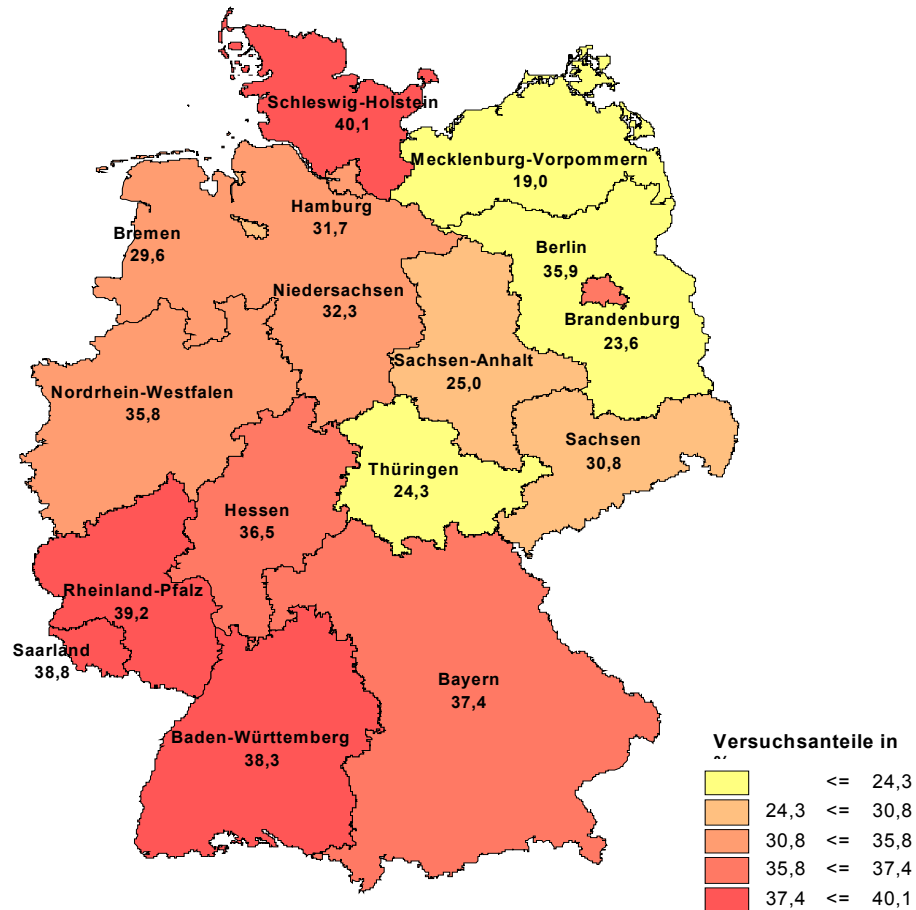 Schleswig-Holstein
40,1
Mecklenburg-Vorpommern
19,0
Hamburg
31,7
Bremen
29,6
Berlin
35,9
Niedersachsen
32,3
Brandenburg
23,6
Sachsen-Anhalt
25,0
Nordrhein-Westfalen
35,8
Sachsen
30,8
Thüringen
24,3
Hessen
36,5
Rheinland-Pfalz
39,2
Saarland
38,8
Bayern
37,4
Baden-Württemberg
38,3
Versuchsanteile in
<= 24,3
24,3 <= 30,8
30,8 <= 35,8
35,8 <= 37,4
37,4 <= 40,1